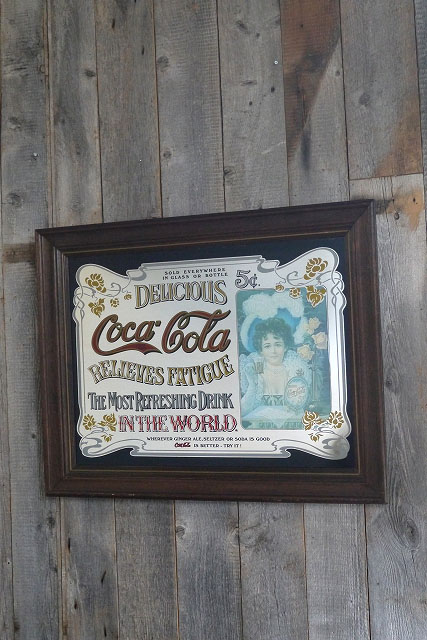 SOLD EVERYWHERE
IN GLASS OR BOTTLE
5¢.
DELICIOUS
Coca-Cola
RELIEVES FATIGUE
THE MOST REFRESHING DRINK
IN THE WORLD.
WHEREVER GINGER ALE, SELTZER OR SODA IS GOOD
Coca-Cola IS BETTER - TRY IT!